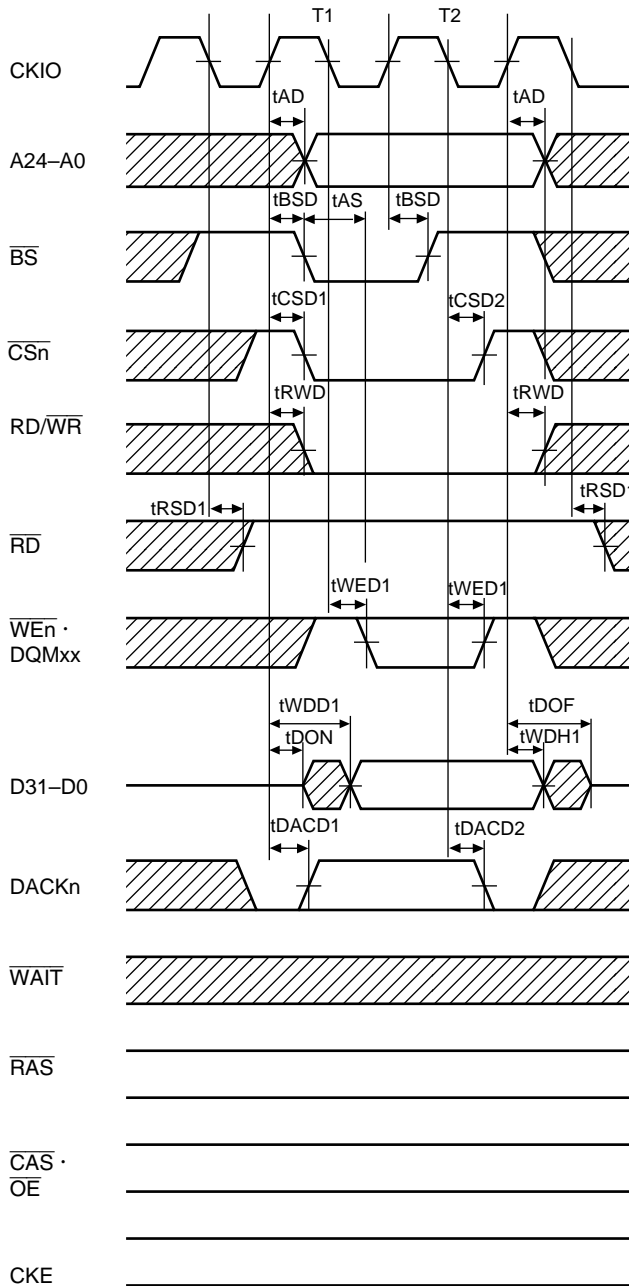 T1 T2
CKIO
tAD tAD
A24–A0
tBSD tAS tBSD
BS
tCSD1 tCSD2
CSn
tRWD tRWD
RD/WR
tRSD1 tRSD1
RD
tWED1 tWED1
WEn ·
DQMxx
tWDD1 tDOF
tDON tWDH1
D31–D0
tDACD1 tDACD2
DACKn
WAIT
RAS
CAS ·
OE
CKE